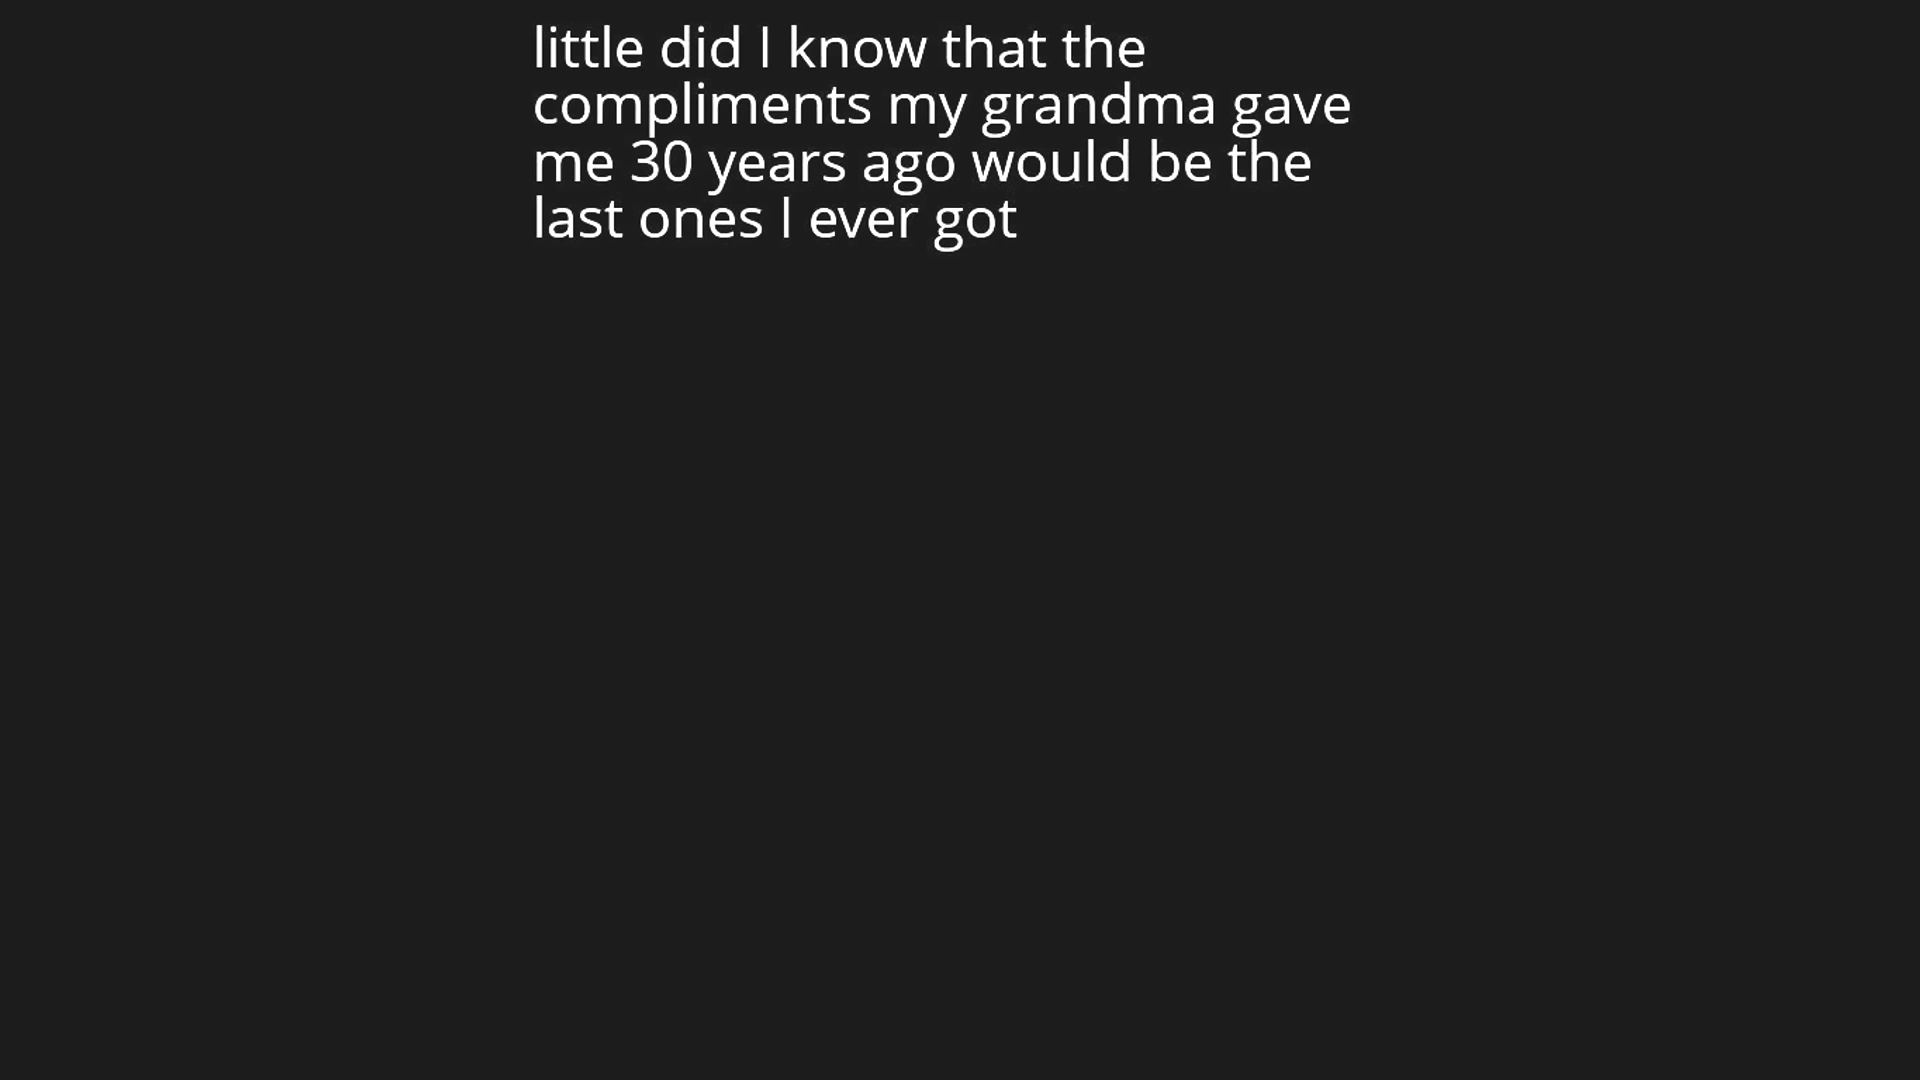 little did I know that the
compliments my grandma gave
me 30 years ago would be the
last ones I ever got